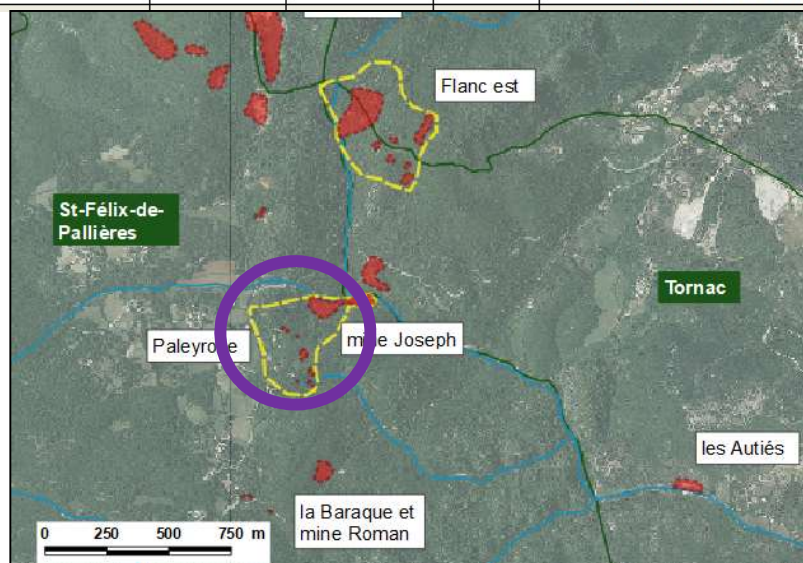 Flanc est
St-Félix-de-
Pallières
Tornac
mine Joseph
les Autiés
la Baraque et
mine Roman
0 250 500 750 m